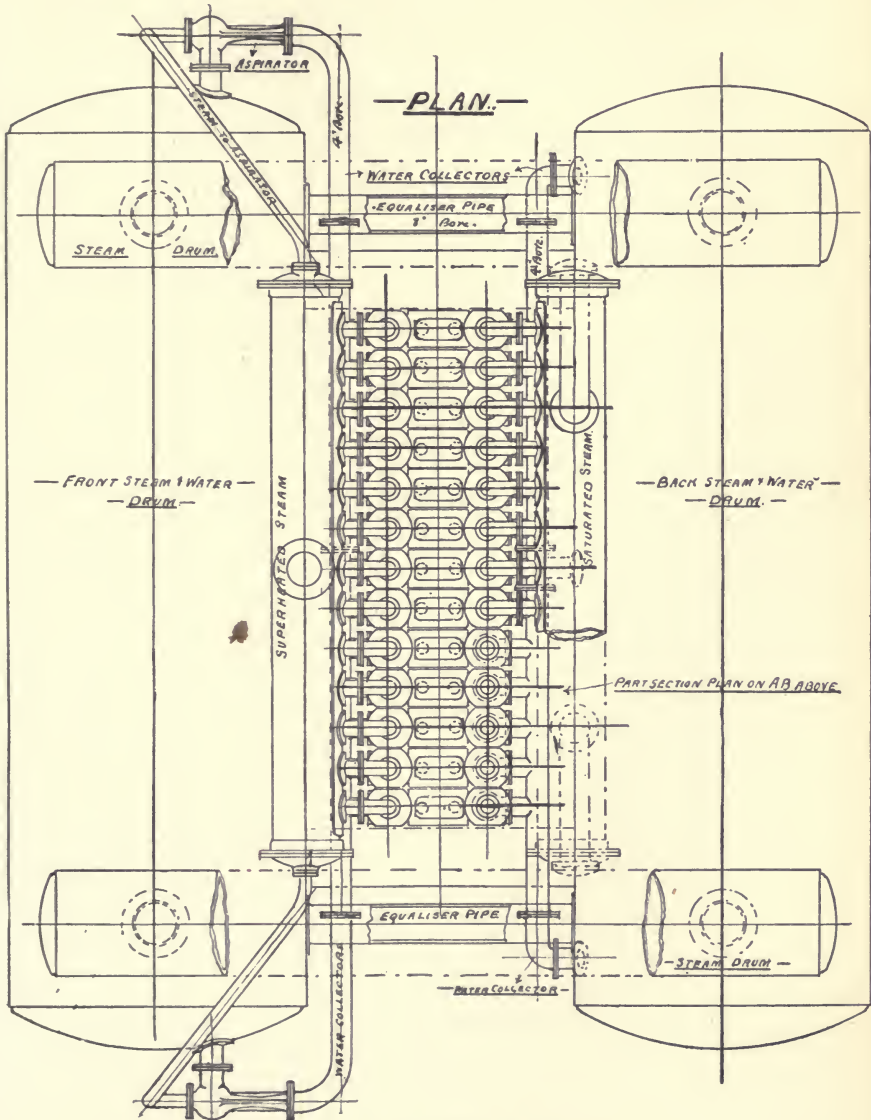 ASPIRATOR
— PLAN. —
STEAM TO ASPIRATOR
4" Bore.
WATER COLLECTORS
EQUALISER PIPE
8" Bore.
4" Bore.
STEAM DRUM.
— FRONT STEAM & WATER —
— DRUM. —
SUPERHEATED STEAM
SATURATED STEAM.
— BACK STEAM & WATER —
— DRUM. —
PART SECTION PLAN ON AB ABOVE
EQUALISER PIPE
— STEAM DRUM —
WATER COLLECTORS
— WATER COLLECTOR —